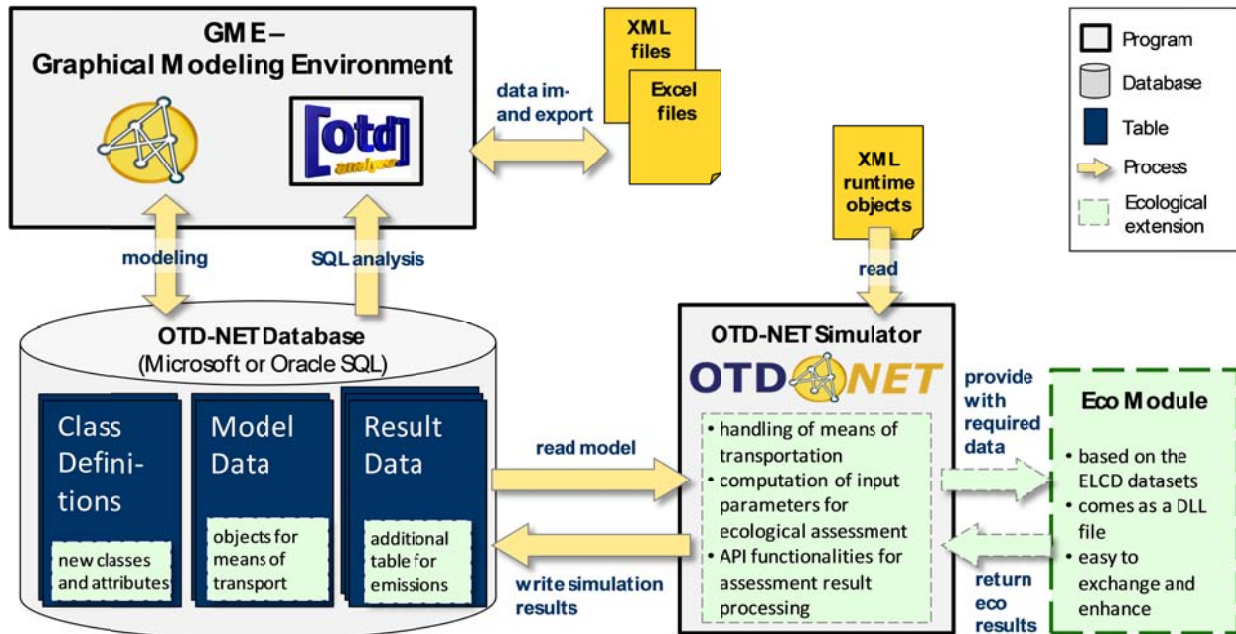 GME–
Graphical Modeling Environment
[otd]
analyser
data im-
and export
XML
files
Excel
files
XML
runtime
objects
Program
Database
Table
Process
Ecological
extension
modeling
SQL analysis
read
OTD-NET Database
(Microsoft or Oracle SQL)
Class
Defini-
tions
new classes
and attributes
Model
Data
objects for
means of
transport
Result
Data
additional
table for
emissions
read model
write simulation
results
OTD-NET Simulator
OTD NET
• handling of means of
transportation
• computation of input
parameters for
ecological assessment
• API functionalities for
assessment result
processing
provide
with
required
data
return
eco
results
Eco Module
• based on the
ELCD datasets
• comes as a DLL
file
• easy to
exchange and
enhance